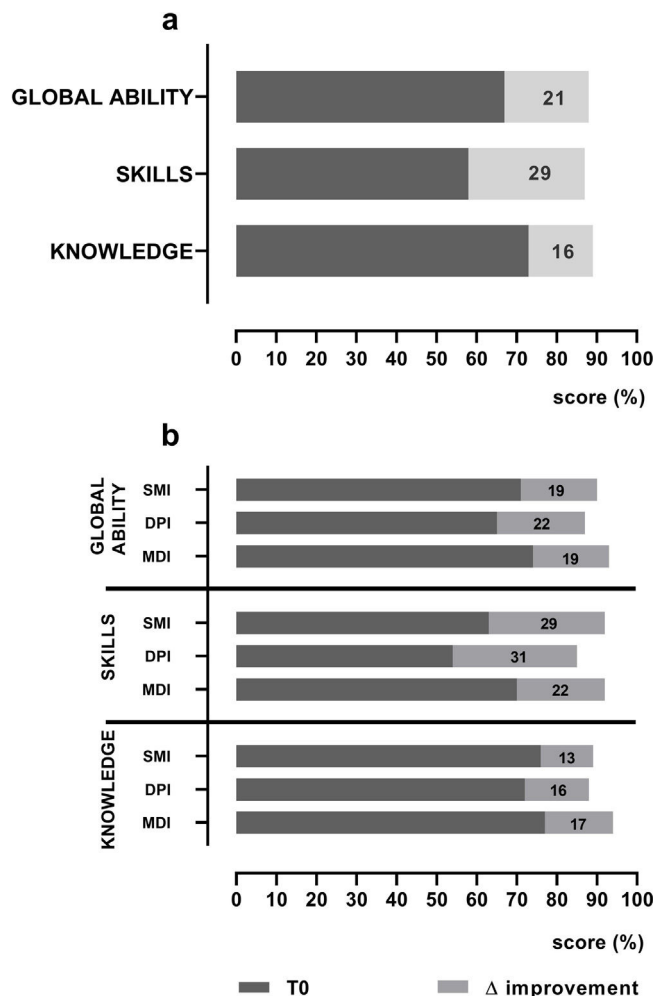 a
GLOBAL ABILITY
21
SKILLS
29
KNOWLEDGE
16
0 10 20 30 40 50 60 70 80 90 100
score (%)
b
GLOBAL
ABILITY
SMI
19
DPI
22
MDI
19
SKILLS
SMI
29
DPI
31
MDI
22
KNOWLEDGE
SMI
13
DPI
16
MDI
17
0 10 20 30 40 50 60 70 80 90 100
score (%)
T0 Δ improvement